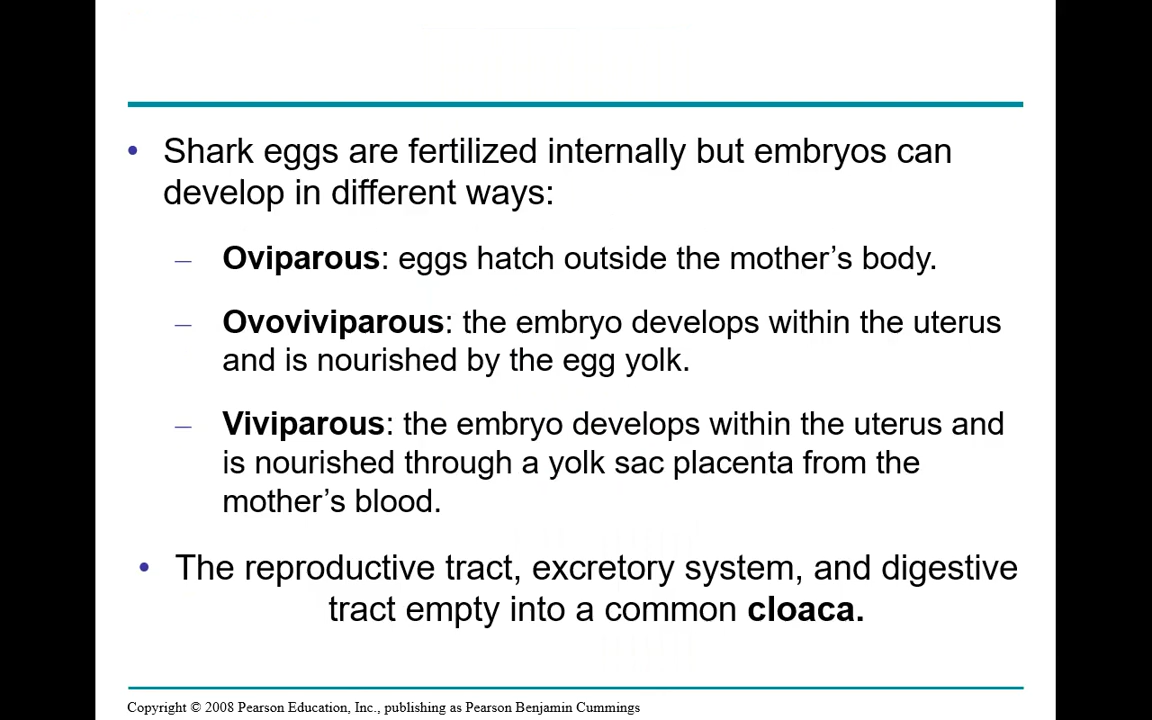 • Shark eggs are fertilized internally but embryos can
develop in different ways:
– Oviparous: eggs hatch outside the mother’s body.
– Ovoviviparous: the embryo develops within the uterus
and is nourished by the egg yolk.
– Viviparous: the embryo develops within the uterus and
is nourished through a yolk sac placenta from the
mother’s blood.
• The reproductive tract, excretory system, and digestive
tract empty into a common cloaca.
Copyright © 2008 Pearson Education, Inc., publishing as Pearson Benjamin Cummings